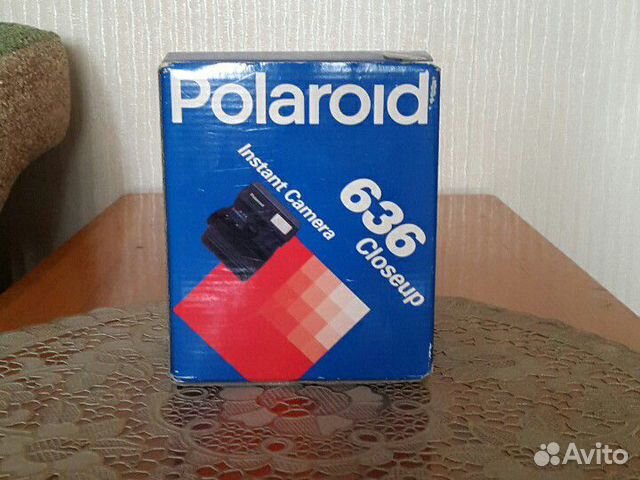 Polaroid
Instant Camera
636
Closeup
Avito